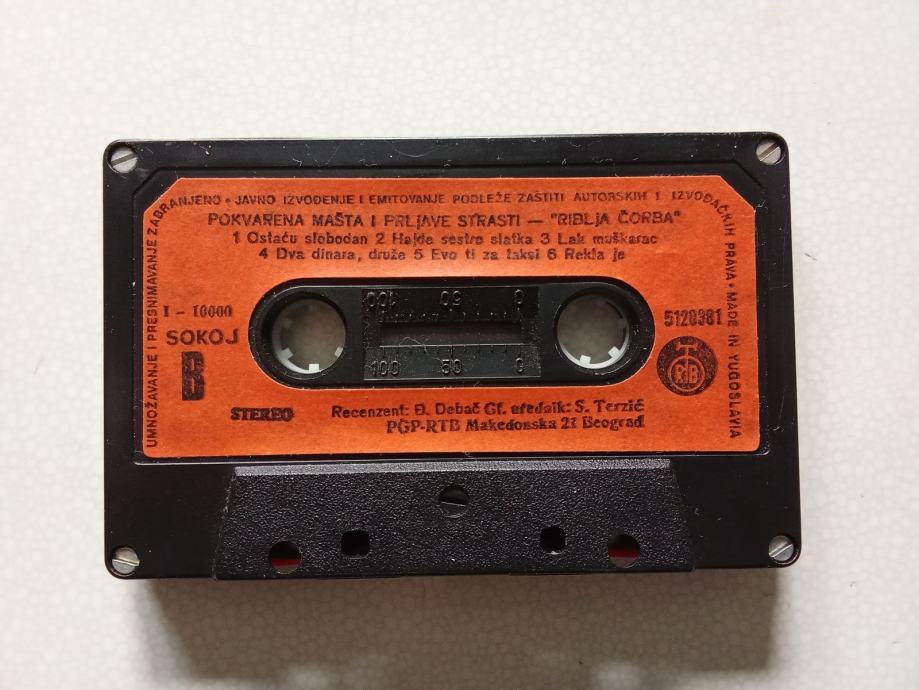 UMNOŽAVANJE I PRESNIMAVANJE ZABRANJENO • JAVNO IZVOĐENJE I EMITOVANJE PODLEŽE ZAŠTITI AUTORSKIH I IZVOĐAČKIH PRAVA • MADE IN YUGOSLAVIA
POKVARENA MAŠTA I PRLJAVE STRASTI — "RIBLJA ČORBA"
1 Ostaću slobodan 2 Hajde sestro slatka 3 Lak muškarac
4 Dva dinara, druže 5 Evo ti za taksi 6 Rekla je
I - 10000
SOKOJ
B
STEREO
100 50 0
100 50 0
5120381
RTB
Recenzent: Đ. Debač Gl. urednik: S. Terzić
PGP-RTB Makedonska 21 Beograd